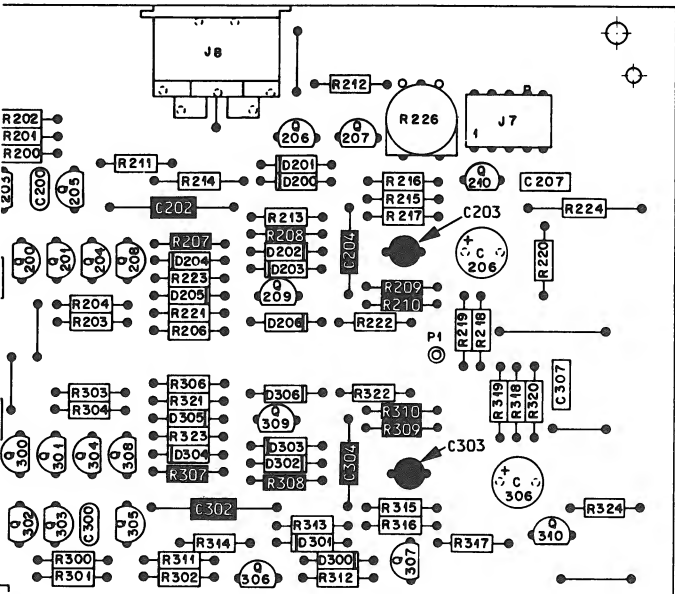 J8
R212
R226
J7
1
R202
R201
R200
Q
206
Q
207
R211
D201
D200
R214
R216
R215
R217
Q
210
C207
203
C200
Q
205
C202
R213
R208
D202
D203
C204
C203
R224
R207
D204
R223
D205
R221
R206
Q
200
Q
201
Q
204
Q
208
+
C
206
R220
Q
209
R209
R210
R204
R203
D206
R222
P1
R219
R218
R303
R304
R306
R321
D305
R323
D304
R307
D306
R322
R319
R318
R320
C307
Q
309
R310
R309
Q
300
Q
301
Q
304
Q
308
D303
D302
R308
C304
C303
+
C
306
C302
R315
R316
R324
Q
302
Q
303
C300
Q
305
R313
D301
R314
R317
Q
310
R300
R301
R311
R302
Q
306
D300
R312
Q
307